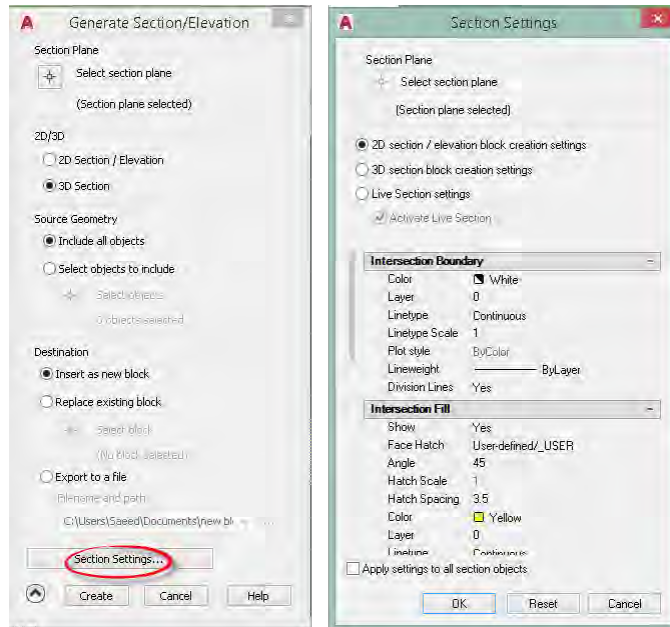 Generate Section/Elevation
Section Plane
Select section plane
(Section plane selected)
2D/3D
2D Section / Elevation
3D Section
Source Geometry
Include all objects
Select objects to include
Select objects
0 objects selected
Destination
Insert as new block
Replace existing block
Select block
(No block selected)
Export to a file
Filename and path
C:\Users\Saeed\Documents\new bl
Section Settings...
Create Cancel Help
Section Settings
Section Plane
Select section plane
(Section plane selected)
2D section / elevation block creation settings
3D section block creation settings
Live Section settings
Activate Live Section
Intersection Boundary
Color White
Layer 0
Linetype Continuous
Linetype Scale 1
Plot style ByColor
Lineweight ByLayer
Division Lines Yes
Intersection Fill
Show Yes
Face Hatch User-defined/_USER
Angle 45
Hatch Scale 1
Hatch Spacing 3.5
Color Yellow
Layer 0
Linetype Continuous
Apply settings to all section objects
OK Reset Cancel